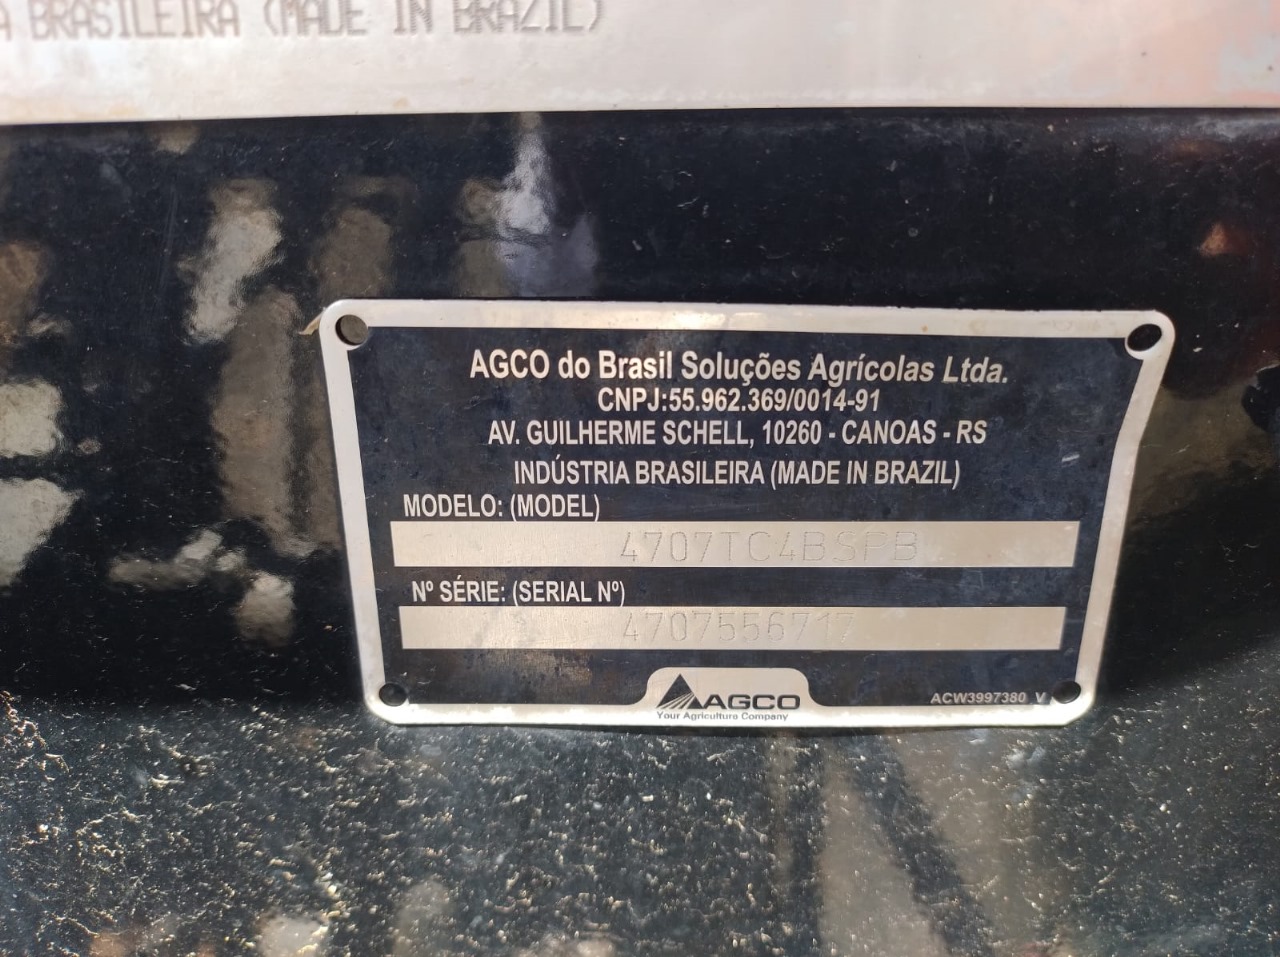 A BRASILEIRA (MADE IN BRAZIL)
AGCO do Brasil Soluções Agrícolas Ltda.
CNPJ:55.962.369/0014-91
AV. GUILHERME SCHELL, 10260 - CANOAS - RS
INDÚSTRIA BRASILEIRA (MADE IN BRAZIL)
MODELO: (MODEL)
4707TC4BSPB
Nº SÉRIE: (SERIAL Nº)
4707556717
AGCO
Your Agriculture Company
ACW3997380 V